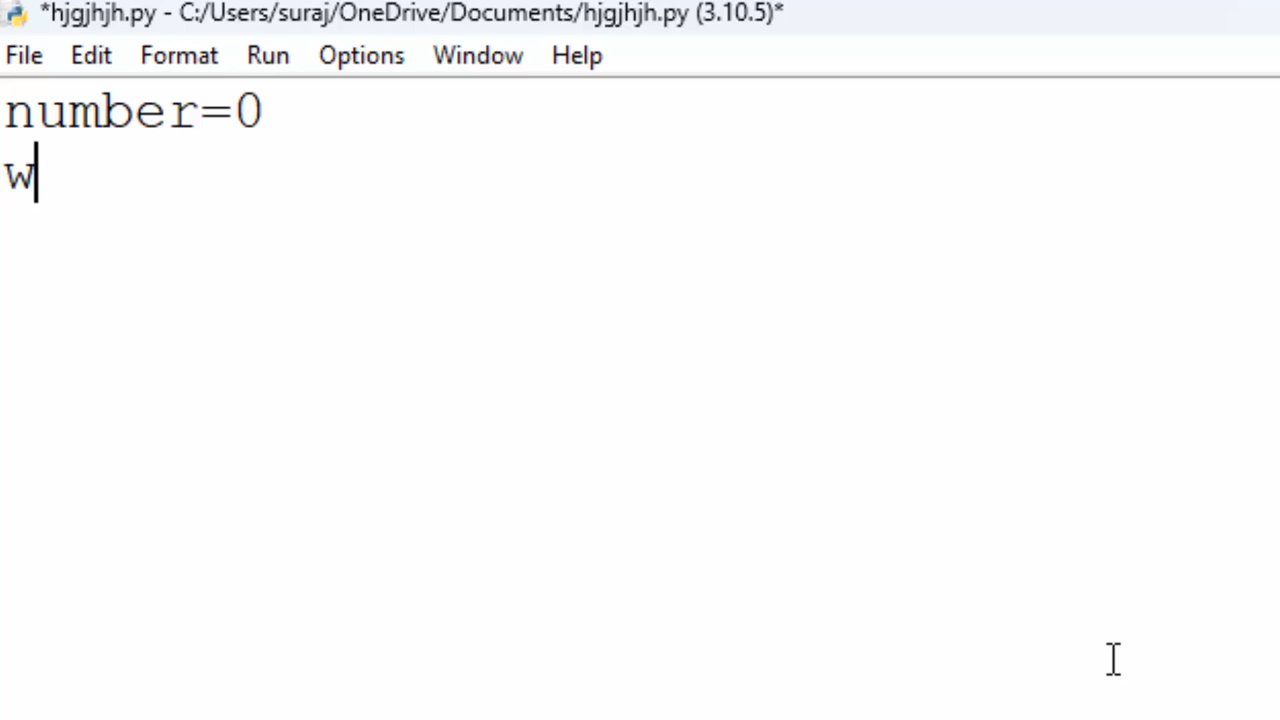 *hjgjhjh.py - C:/Users/suraj/OneDrive/Documents/hjgjhjh.py (3.10.5)*
File Edit Format Run Options Window Help
number=0
w